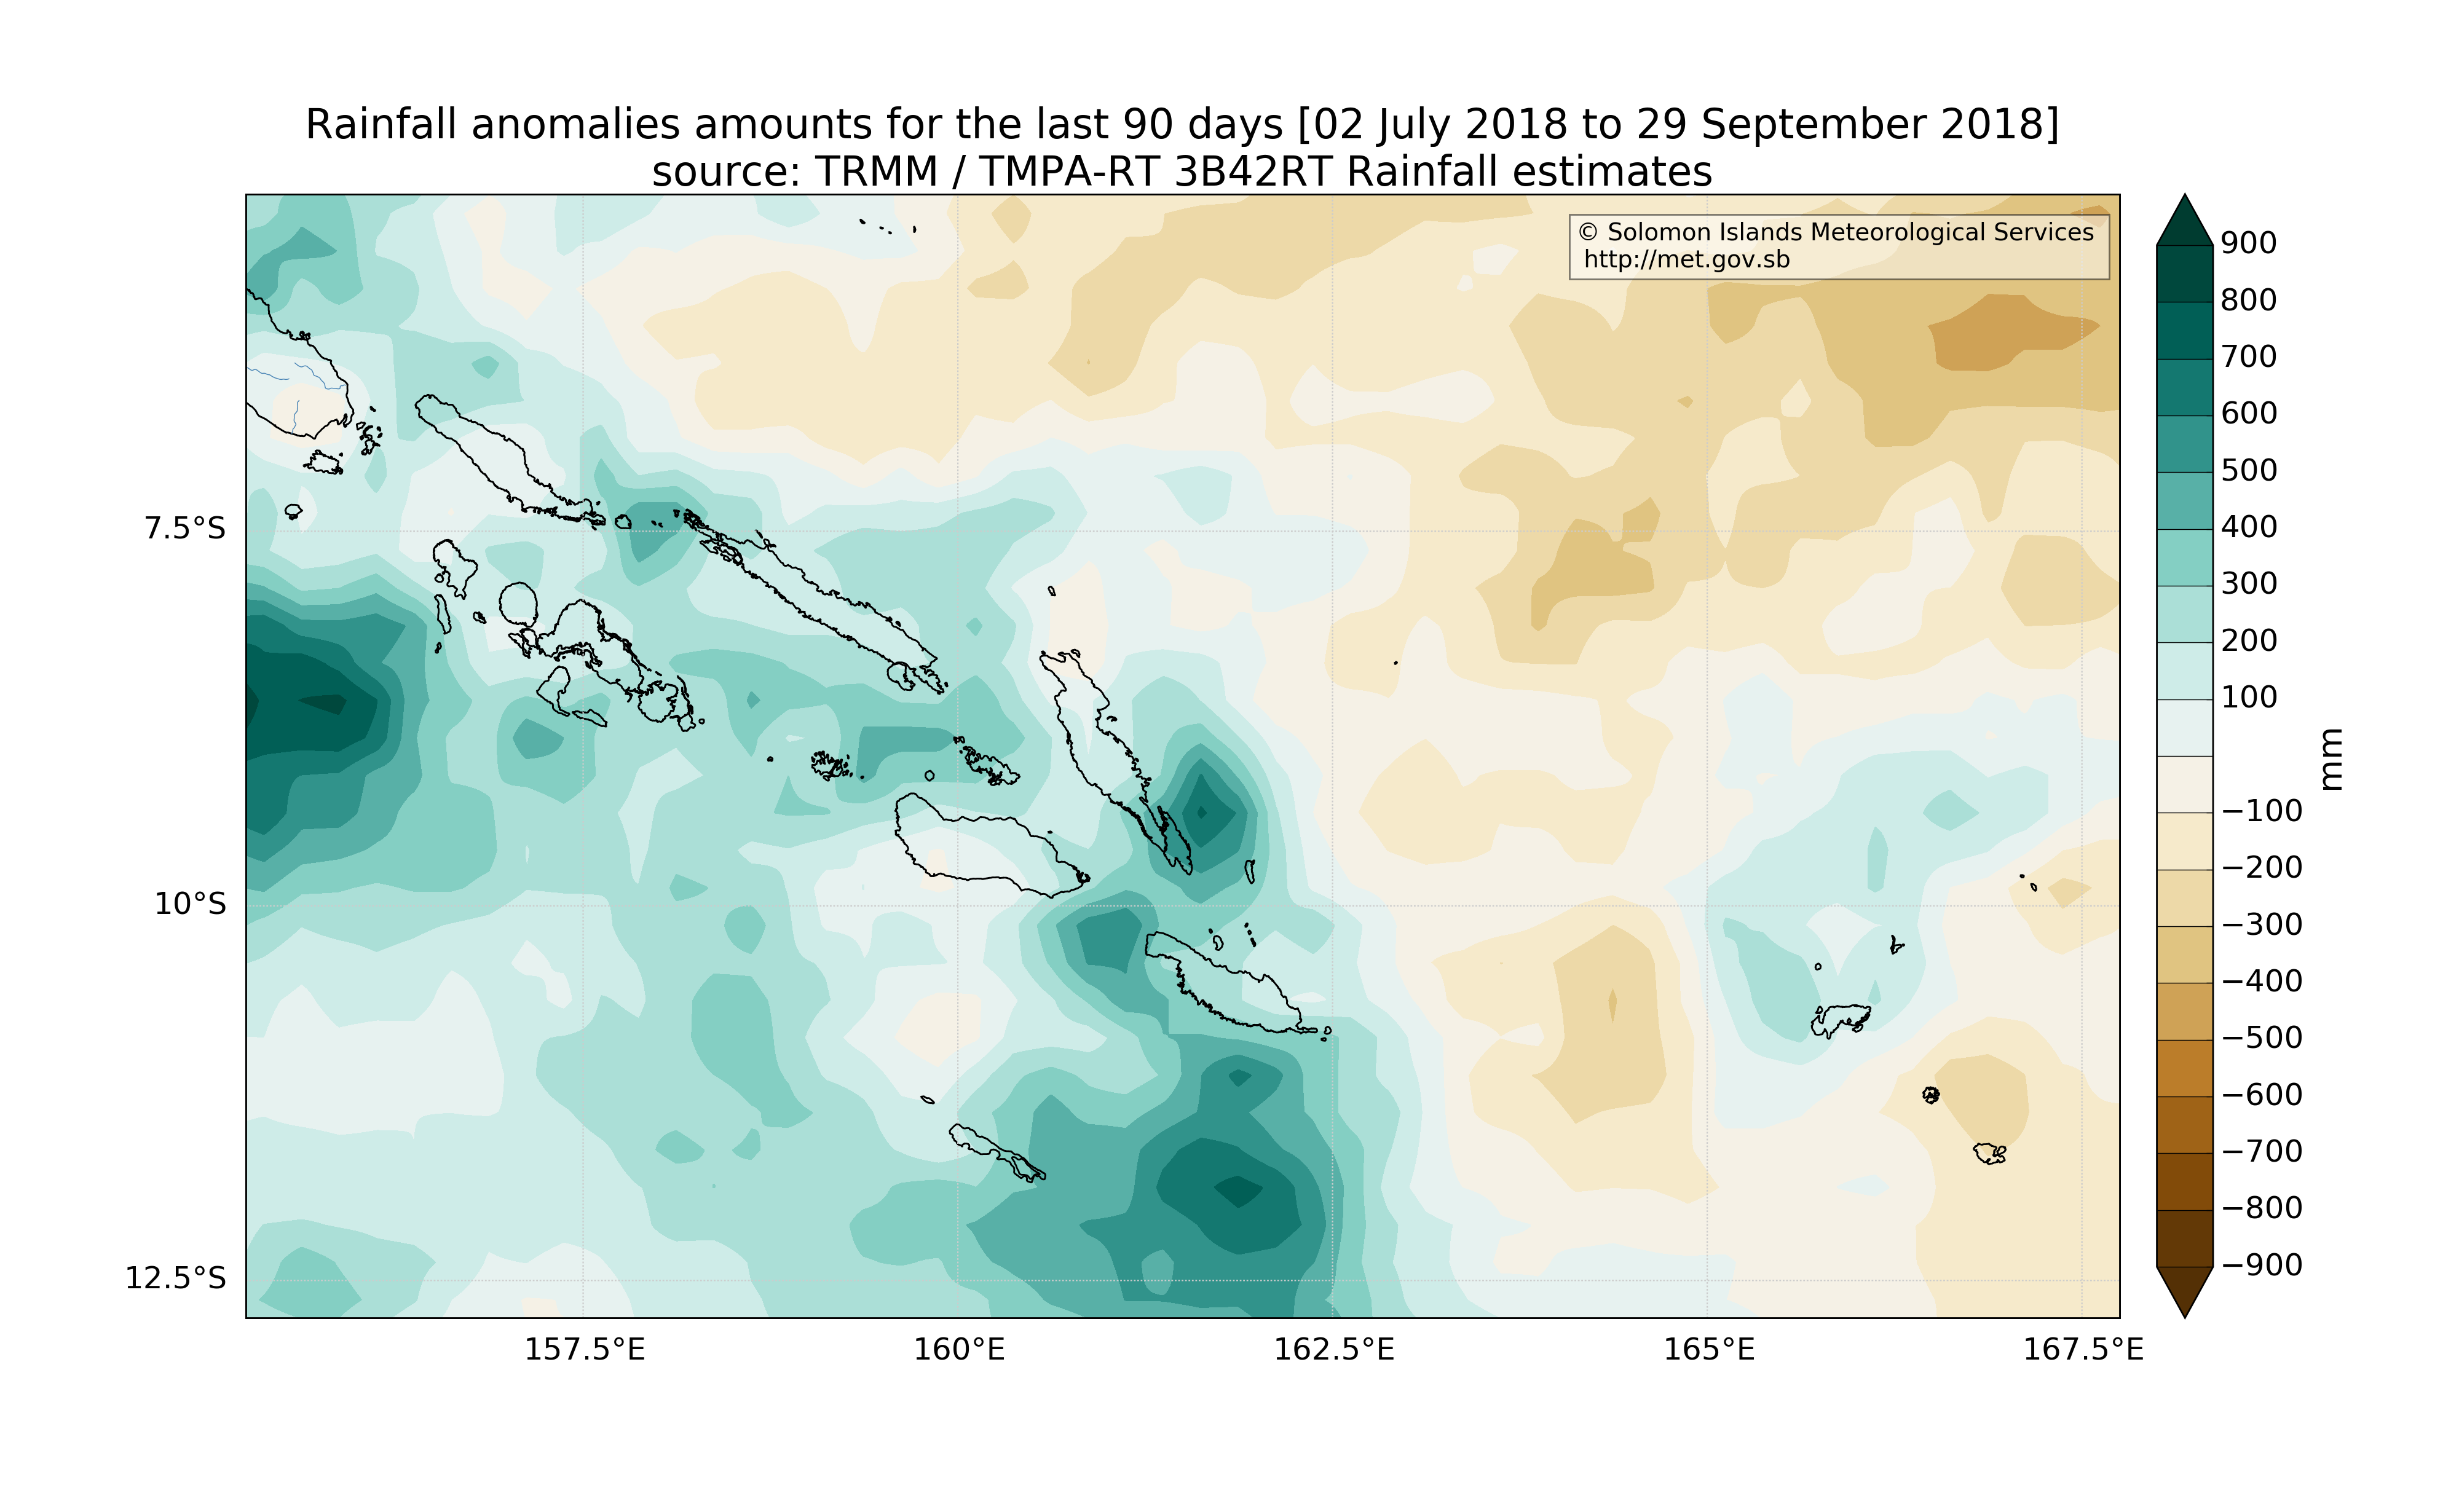 Rainfall anomalies amounts for the last 90 days [02 July 2018 to 29 September 2018]
source: TRMM / TMPA-RT 3B42RT Rainfall estimates
© Solomon Islands Meteorological Services
http://met.gov.sb
7.5°S
10°S
12.5°S
157.5°E
160°E
162.5°E
165°E
167.5°E
900
800
700
600
500
400
300
200
100
−100
−200
−300
−400
−500
−600
−700
−800
−900
mm